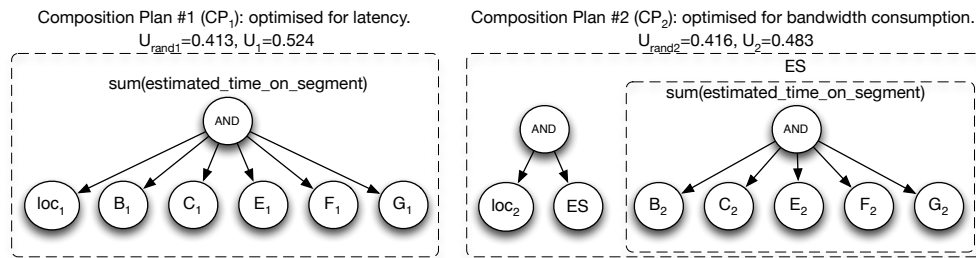 Composition Plan #1 (CP1): optimised for latency.
Urand1=0.413, U1=0.524
sum(estimated_time_on_segment)
AND
loc1 B1 C1 E1 F1 G1
Composition Plan #2 (CP2): optimised for bandwidth consumption.
Urand2=0.416, U2=0.483
ES
sum(estimated_time_on_segment)
AND AND
loc2 ES B2 C2 E2 F2 G2